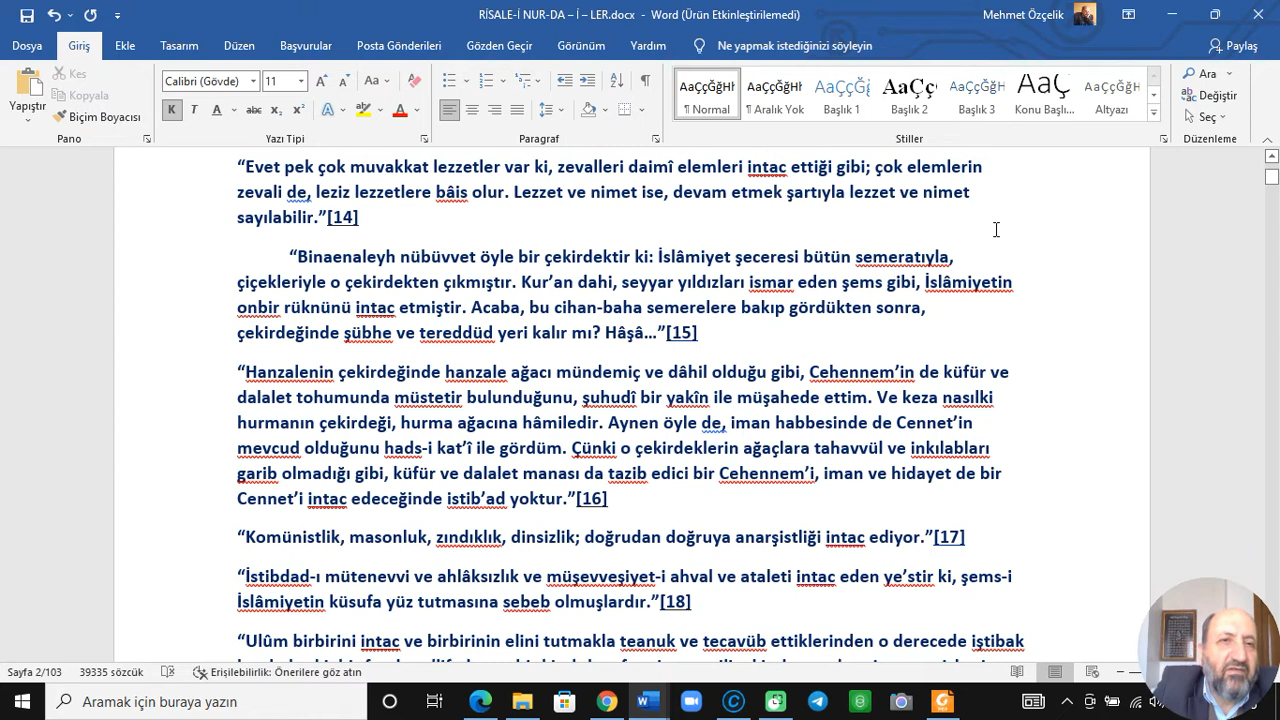 RİSALE-İ NUR-DA – İ – LER.docx - Word (Ürün Etkinleştirilemedi)
Mehmet Özçelik
Dosya Giriş Ekle Tasarım Düzen Başvurular Posta Gönderileri Gözden Geçir Görünüm Yardım Ne yapmak istediğinizi söyleyin Paylaş
Yapıştır
Kes
Kopyala
Biçim Boyacısı
Pano
Calibri (Gövde) 11
Aa
K T A abc x₂ x²
A A
Yazı Tipi
Paragraf
AaÇçĞğHł AaÇçĞğHł AaÇçĞğ AaÇç AaÇçĞğH AaÇ AaÇçĞğH
¶ Normal ¶ Aralık Yok Başlık 1 Başlık 2 Başlık 3 Konu Başlı... Altyazı
Stiller
Ara
Değiştir
Seç
Düzenleme
“Evet pek çok muvakkat lezzetler var ki, zevalleri daimî elemleri intac ettiği gibi; çok elemlerin
zevali de, leziz lezzetlere bâis olur. Lezzet ve nimet ise, devam etmek şartıyla lezzet ve nimet
sayılabilir.”[14]
“Binaenaleyh nübüvvet öyle bir çekirdektir ki: İslâmiyet şeceresi bütün semeratıyla,
çiçekleriyle o çekirdekten çıkmıştır. Kur’an dahi, seyyar yıldızları ismar eden şems gibi, İslâmiyetin
onbir rüknünü intac etmiştir. Acaba, bu cihan-baha semerelere bakıp gördükten sonra,
çekirdeğinde şübhe ve tereddüd yeri kalır mı? Hâşâ…”[15]
“Hanzalenin çekirdeğinde hanzale ağacı mündemiç ve dâhil olduğu gibi, Cehennem’in de küfür ve
dalalet tohumunda müstetir bulunduğunu, şuhudî bir yakîn ile müşahede ettim. Ve keza nasılki
hurmanın çekirdeği, hurma ağacına hâmiledir. Aynen öyle de, iman habbesinde de Cennet’in
mevcud olduğunu hads-i kat’î ile gördüm. Çünki o çekirdeklerin ağaçlara tahavvül ve inkılabları
garib olmadığı gibi, küfür ve dalalet manası da tazib edici bir Cehennem’i, iman ve hidayet de bir
Cennet’i intac edeceğinde istib’ad yoktur.”[16]
“Komünistlik, masonluk, zındıklık, dinsizlik; doğrudan doğruya anarşistliği intac ediyor.”[17]
“İstibdad-ı mütenevvi ve ahlâksızlık ve müşevveşiyet-i ahval ve ataleti intac eden ye’stir ki, şems-i
İslâmiyetin küsufa yüz tutmasına sebeb olmuşlardır.”[18]
“Ulûm birbirini intac ve birbirinin elini tutmakla teanuk ve tecavüb ettiklerinden o derecede iştibak
Sayfa 2/103 39335 sözcük Erişilebilirlik: Önerilere göz atın
Aramak için buraya yazın